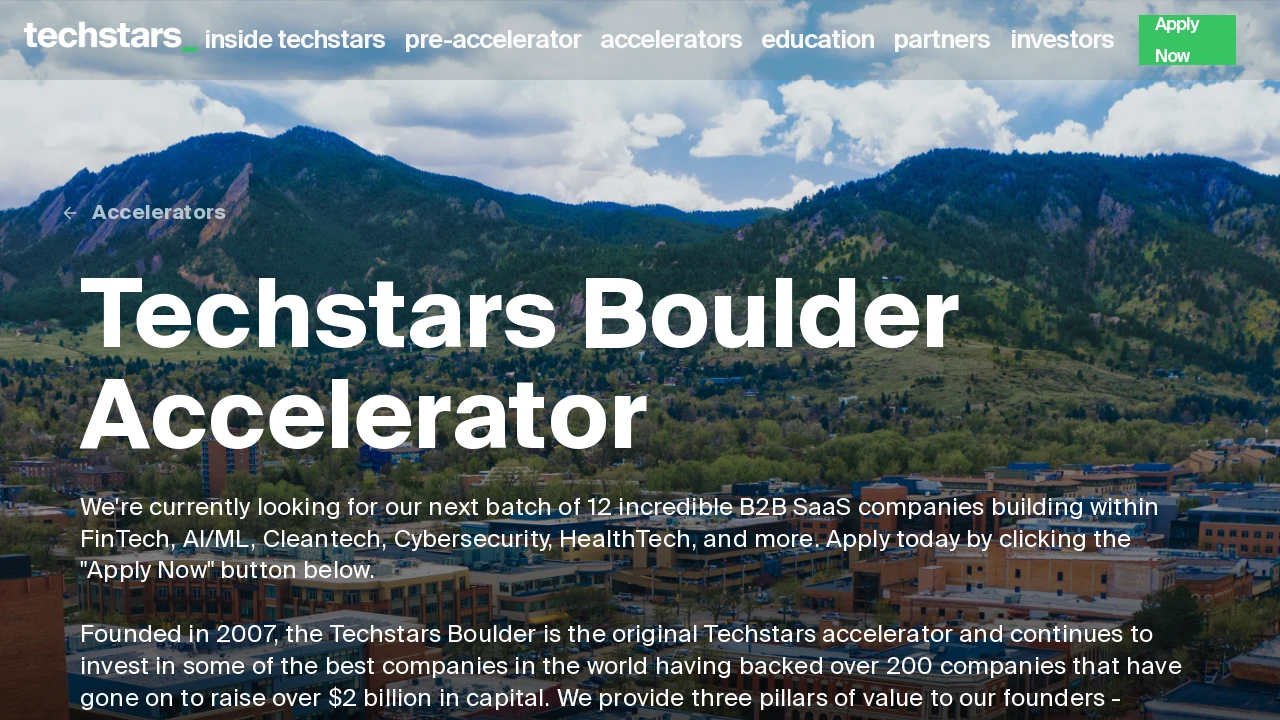 techstars_ inside techstars pre-accelerator accelerators education partners investors
Apply
Now
Accelerators
Techstars Boulder
Accelerator
We're currently looking for our next batch of 12 incredible B2B SaaS companies building within
FinTech, AI/ML, Cleantech, Cybersecurity, HealthTech, and more. Apply today by clicking the
"Apply Now" button below.
Founded in 2007, the Techstars Boulder is the original Techstars accelerator and continues to
invest in some of the best companies in the world having backed over 200 companies that have
gone on to raise over $2 billion in capital. We provide three pillars of value to our founders –